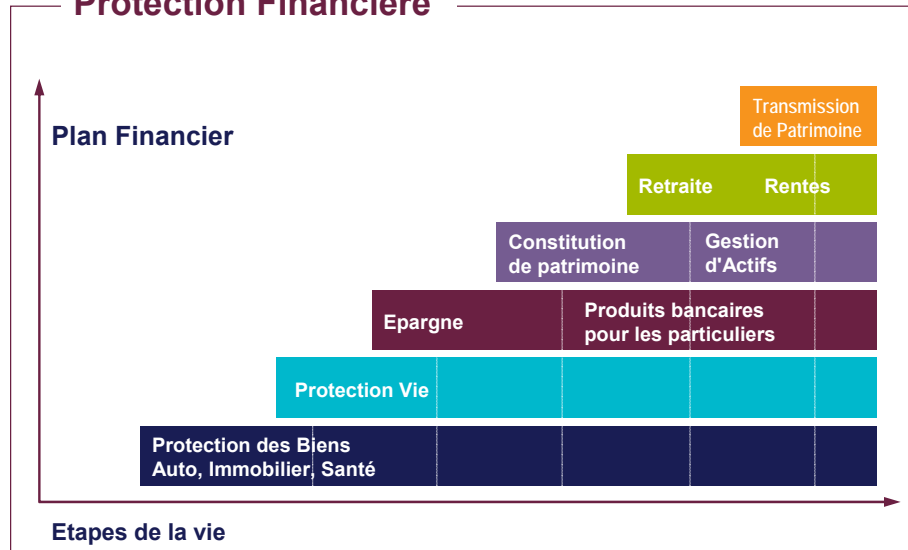 Protection Financière
Plan Financier
Transmission
de Patrimoine
Retraite Rentes
Constitution
de patrimoine
Gestion
d'Actifs
Epargne
Produits bancaires
pour les particuliers
Protection Vie
Protection des Biens
Auto, Immobilier, Santé
Etapes de la vie